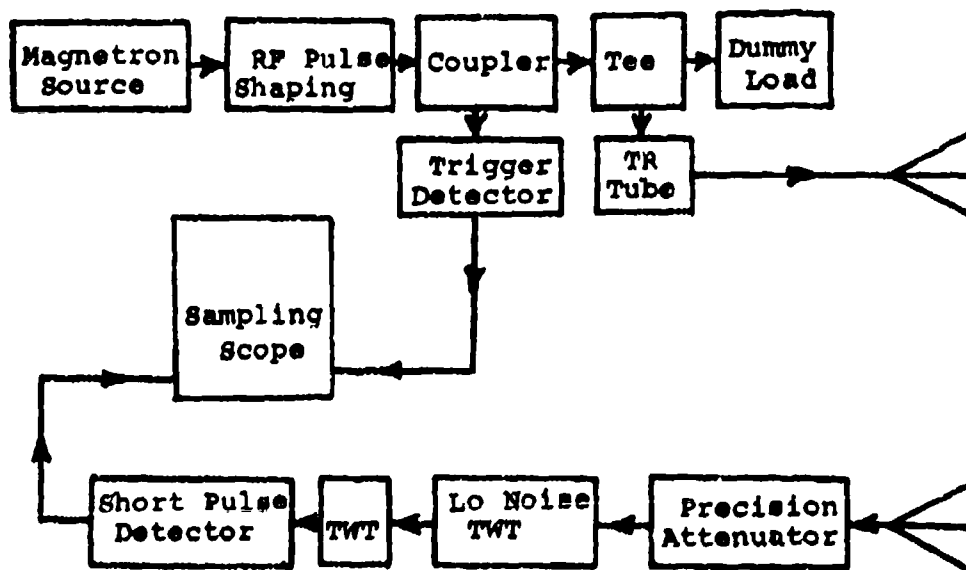 Magnetron
Source
RF Pulse
Shaping
Coupler
Tee
Dummy
Load
Trigger
Detector
TR
Tube
Sampling
Scope
Short Pulse
Detector
TWT
Lo Noise
TWT
Precision
Attenuator